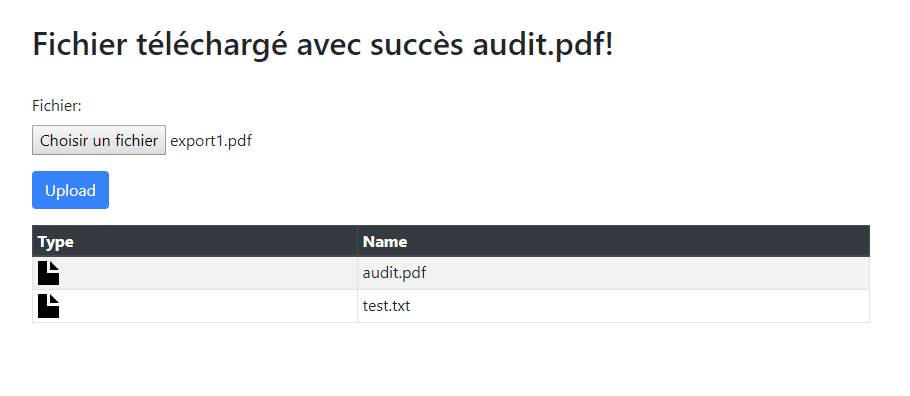 Fichier téléchargé avec succès audit.pdf!
Fichier:
Choisir un fichier export1.pdf
Upload
Type Name
audit.pdf
test.txt